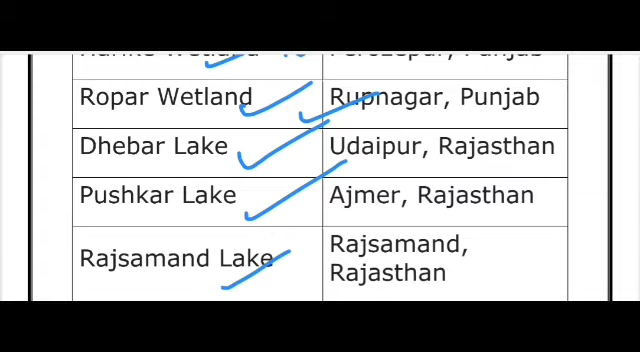 Ropar Wetland Rupnagar, Punjab
Dhebar Lake Udaipur, Rajasthan
Pushkar Lake Ajmer, Rajasthan
Rajsamand Lake Rajsamand,
Rajasthan